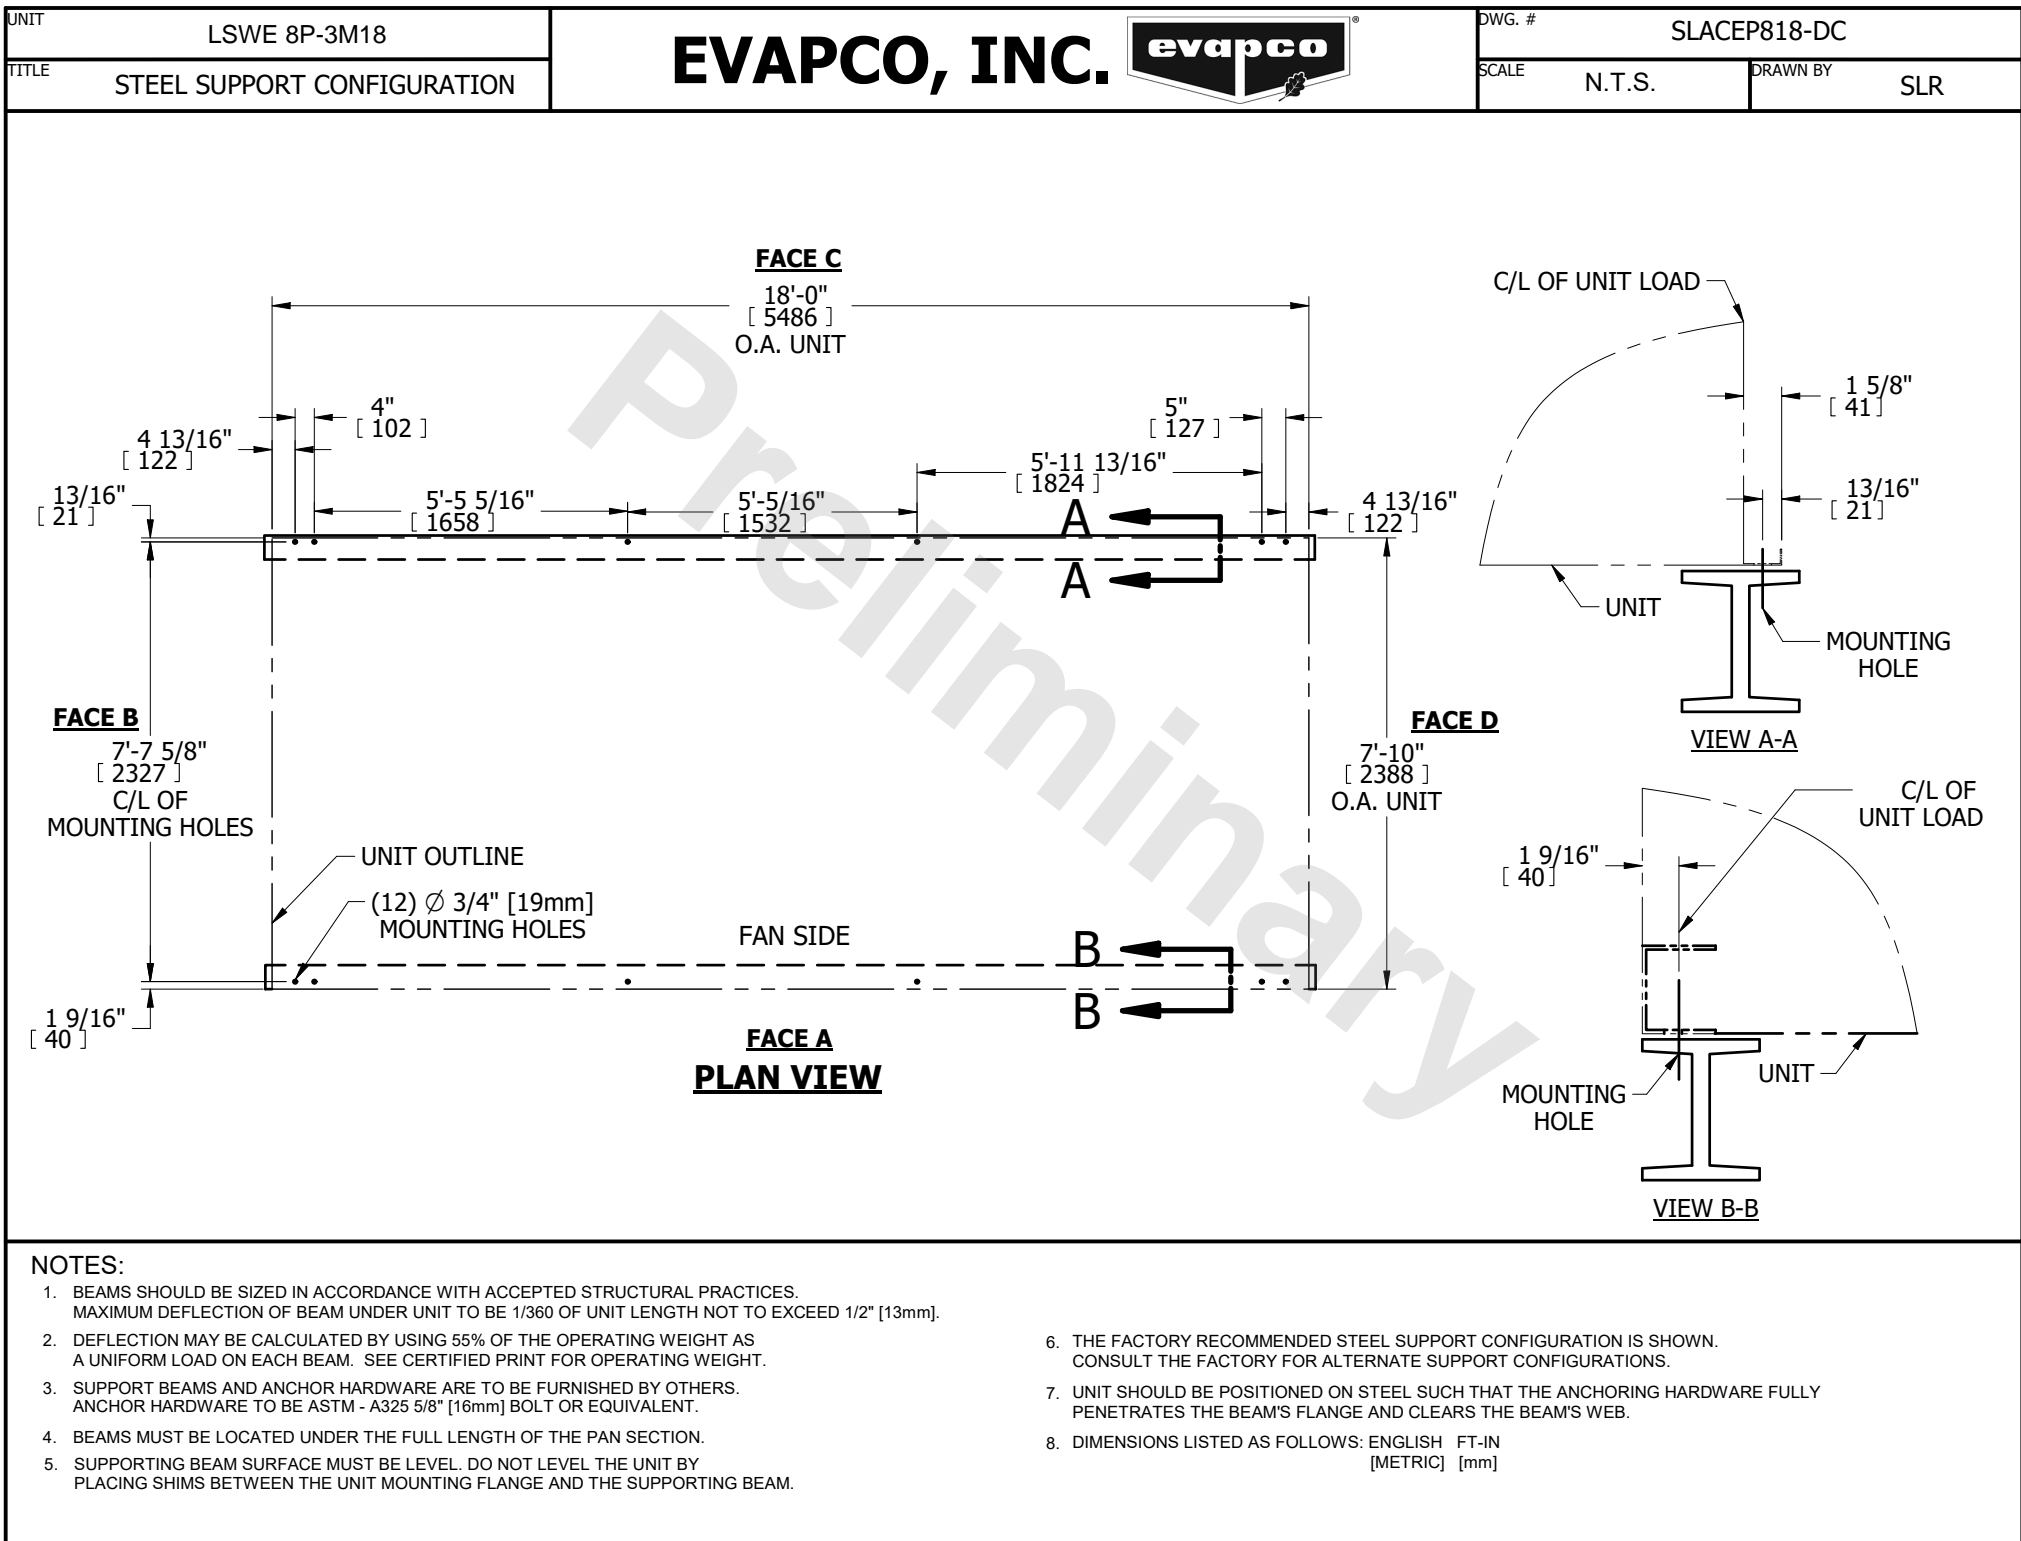 UNIT
LSWE 8P-3M18
TITLE
STEEL SUPPORT CONFIGURATION
EVAPCO, INC.
evapco
®
DWG. #
SLACEP818-DC
SCALE
N.T.S.
DRAWN BY
SLR
FACE C
18'-0"
[ 5486 ]
O.A. UNIT
4"
[ 102 ]
4 13/16"
[ 122 ]
13/16"
[ 21 ]
5'-5 5/16"
[ 1658 ]
5'-5/16"
[ 1532 ]
5'-11 13/16"
[ 1824 ]
5"
[ 127 ]
4 13/16"
[ 122 ]
A
A
FACE B
7'-7 5/8"
[ 2327 ]
C/L OF
MOUNTING HOLES
FACE D
7'-10"
[ 2388 ]
O.A. UNIT
UNIT OUTLINE
(12) ∅ 3/4" [19mm]
MOUNTING HOLES
FAN SIDE
B
B
1 9/16"
[ 40 ]
FACE A
PLAN VIEW
Preliminary
C/L OF UNIT LOAD
1 5/8"
[ 41 ]
13/16"
[ 21 ]
UNIT
MOUNTING
HOLE
VIEW A-A
C/L OF
UNIT LOAD
1 9/16"
[ 40 ]
UNIT
MOUNTING
HOLE
VIEW B-B
NOTES:
1. BEAMS SHOULD BE SIZED IN ACCORDANCE WITH ACCEPTED STRUCTURAL PRACTICES.
MAXIMUM DEFLECTION OF BEAM UNDER UNIT TO BE 1/360 OF UNIT LENGTH NOT TO EXCEED 1/2" [13mm].
2. DEFLECTION MAY BE CALCULATED BY USING 55% OF THE OPERATING WEIGHT AS
A UNIFORM LOAD ON EACH BEAM. SEE CERTIFIED PRINT FOR OPERATING WEIGHT.
3. SUPPORT BEAMS AND ANCHOR HARDWARE ARE TO BE FURNISHED BY OTHERS.
ANCHOR HARDWARE TO BE ASTM - A325 5/8" [16mm] BOLT OR EQUIVALENT.
4. BEAMS MUST BE LOCATED UNDER THE FULL LENGTH OF THE PAN SECTION.
5. SUPPORTING BEAM SURFACE MUST BE LEVEL. DO NOT LEVEL THE UNIT BY
PLACING SHIMS BETWEEN THE UNIT MOUNTING FLANGE AND THE SUPPORTING BEAM.
6. THE FACTORY RECOMMENDED STEEL SUPPORT CONFIGURATION IS SHOWN.
CONSULT THE FACTORY FOR ALTERNATE SUPPORT CONFIGURATIONS.
7. UNIT SHOULD BE POSITIONED ON STEEL SUCH THAT THE ANCHORING HARDWARE FULLY
PENETRATES THE BEAM'S FLANGE AND CLEARS THE BEAM'S WEB.
8. DIMENSIONS LISTED AS FOLLOWS: ENGLISH FT-IN
[METRIC] [mm]